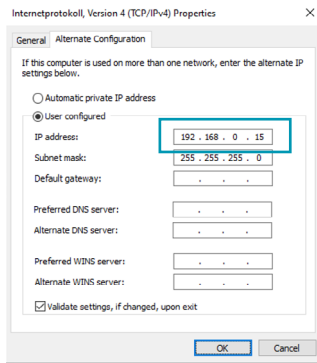 Internetprotokoll, Version 4 (TCP/IPv4) Properties
General Alternate Configuration
If this computer is used on more than one network, enter the alternate IP
settings below.
Automatic private IP address
User configured
IP address: 192 . 168 . 0 . 15
Subnet mask: 255 . 255 . 255 . 0
Default gateway: . . .
Preferred DNS server: . . .
Alternate DNS server: . . .
Preferred WINS server: . . .
Alternate WINS server: . . .
Validate settings, if changed, upon exit
OK Cancel